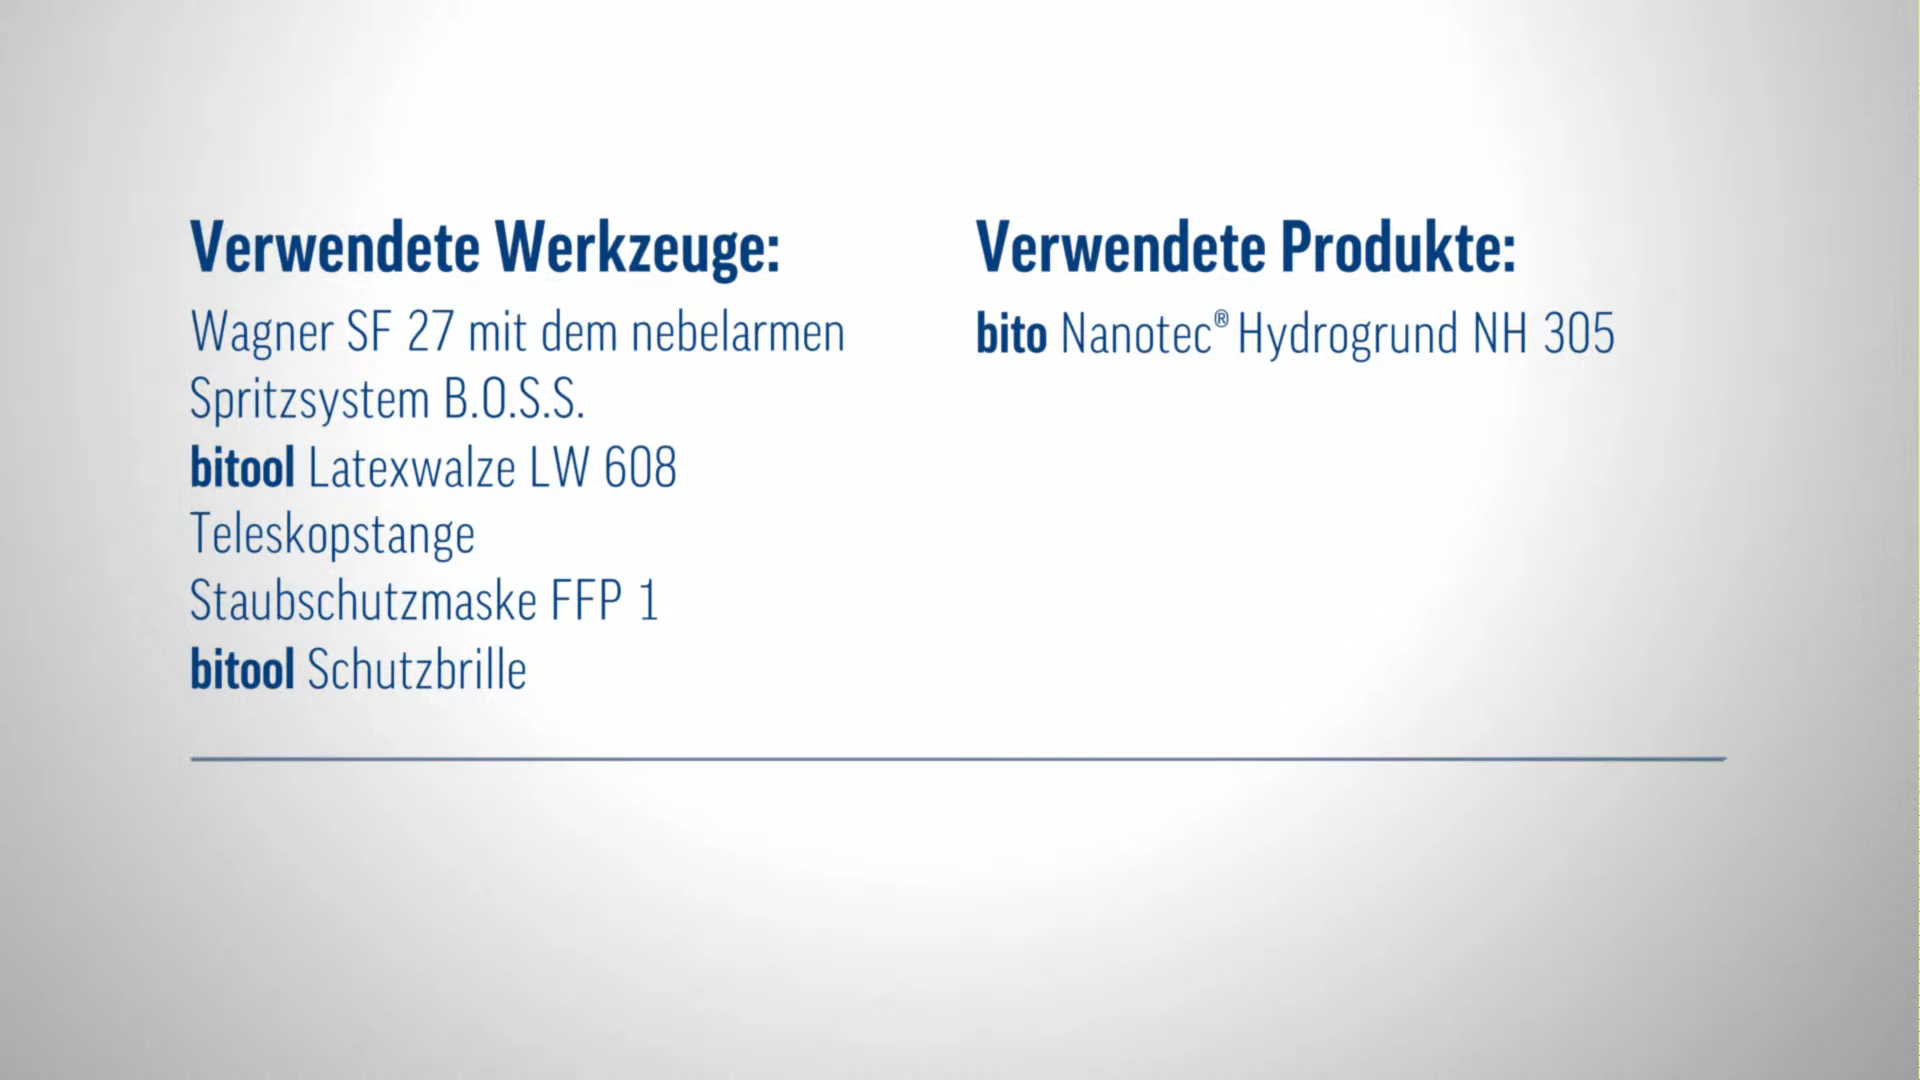 Verwendete Werkzeuge:
Wagner SF 27 mit dem nebelarmen
Spritzsystem B.O.S.S.
bitool Latexwalze LW 608
Teleskopstange
Staubschutzmaske FFP 1
bitool Schutzbrille
Verwendete Produkte:
bito Nanotec® Hydrogrund NH 305